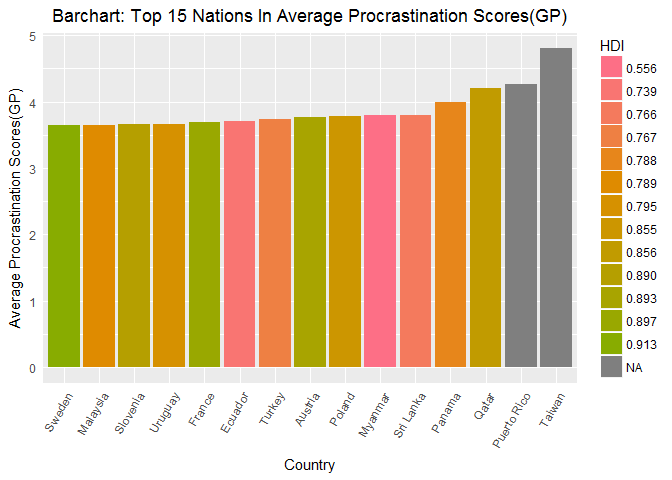 Barchart: Top 15 Nations In Average Procrastination Scores(GP)
Average Procrastination Scores(GP)
5
4
3
2
1
0
Sweden
Malaysia
Slovenia
Uruguay
France
Ecuador
Turkey
Austria
Poland
Myanmar
Sri Lanka
Panama
Qatar
Puerto Rico
Taiwan
Country
HDI
0.556
0.739
0.766
0.767
0.788
0.789
0.795
0.855
0.856
0.890
0.893
0.897
0.913
NA